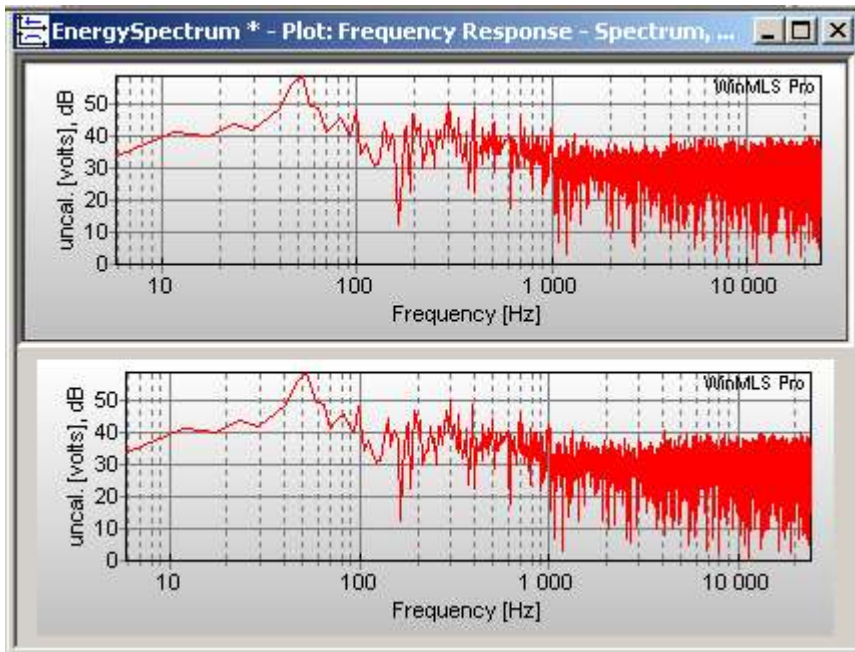 EnergySpectrum * - Plot: Frequency Response - Spectrum, ...
WinMLS Pro
uncal. [volts], dB
50
40
30
20
10
0
10
100
1 000
10 000
Frequency [Hz]
WinMLS Pro
uncal. [volts], dB
50
40
30
20
10
0
10
100
1 000
10 000
Frequency [Hz]